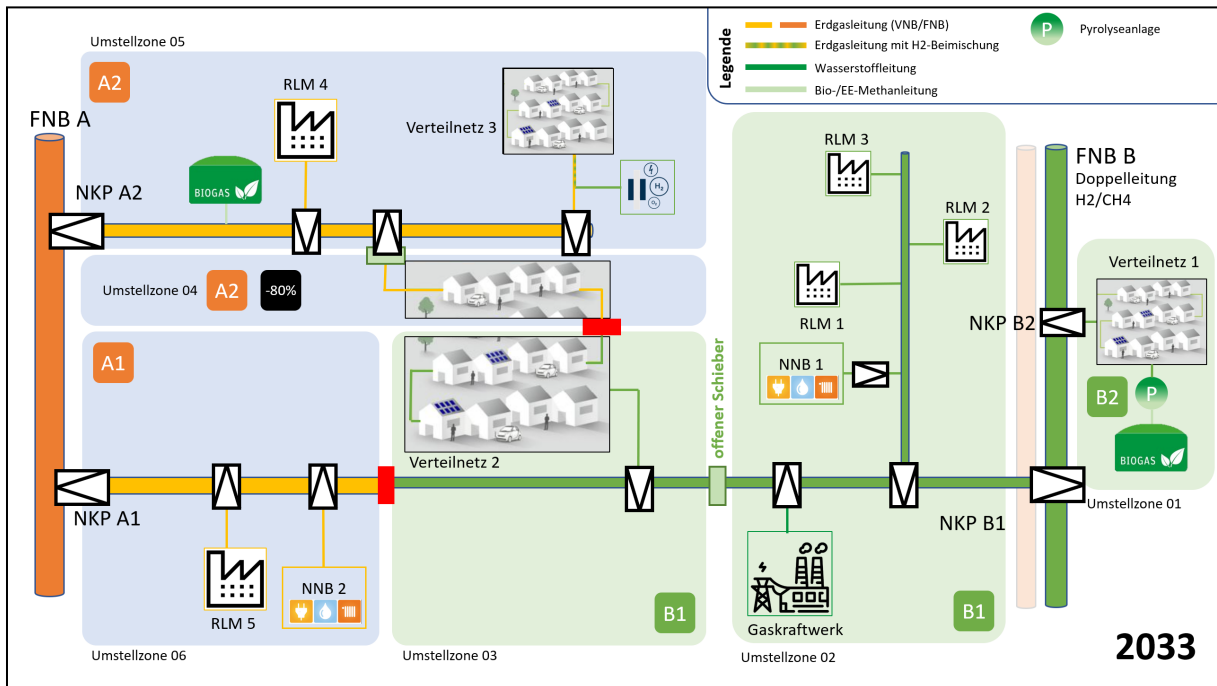 Umstellzone 05
A2
FNB A
RLM 4
Verteilnetz 3
NKP A2
BIOGAS
H₂
O₂
Legende
Erdgasleitung (VNB/FNB)
Erdgasleitung mit H2-Beimischung
Wasserstoffleitung
Bio-/EE-Methanleitung
P
Pyrolyseanlage
RLM 3
RLM 2
RLM 1
NNB 1
FNB B
Doppelleitung
H2/CH4
Verteilnetz 1
NKP B2
B2
P
BIOGAS
Umstellzone 01
Umstellzone 04
A2
-80%
A1
NKP A1
RLM 5
NNB 2
Umstellzone 06
Verteilnetz 2
B1
Umstellzone 03
offener Schieber
NKP B1
Gaskraftwerk
B1
Umstellzone 02
2033